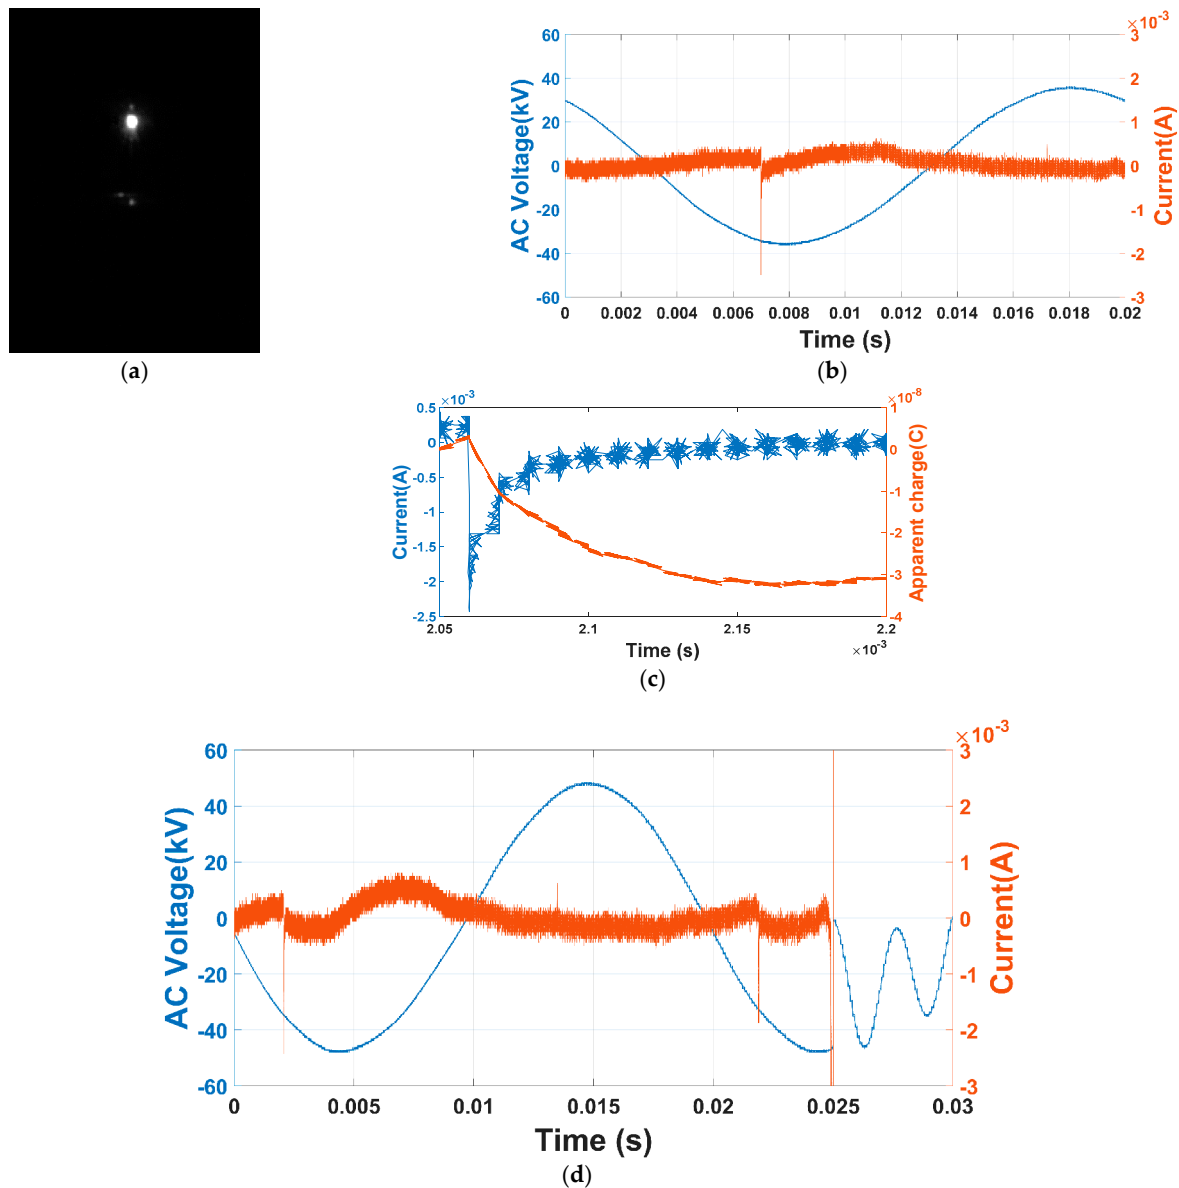 (a)
×10⁻³
60
40
20
0
-20
-40
-60
AC Voltage(kV)
3
2
1
0
-1
-2
-3
Current(A)
0 0.002 0.004 0.006 0.008 0.01 0.012 0.014 0.016 0.018 0.02
Time (s)
(b)
×10⁻³
0.5
0
-0.5
-1
-1.5
-2
-2.5
Current(A)
×10⁻⁸
1
0
-1
-2
-3
-4
Apparent charge(C)
2.05 2.1 2.15 2.2
Time (s)
×10⁻³
(c)
×10⁻³
60
40
20
0
-20
-40
-60
AC Voltage(kV)
3
2
1
0
-1
-2
-3
Current(A)
0 0.005 0.01 0.015 0.02 0.025 0.03
Time (s)
(d)